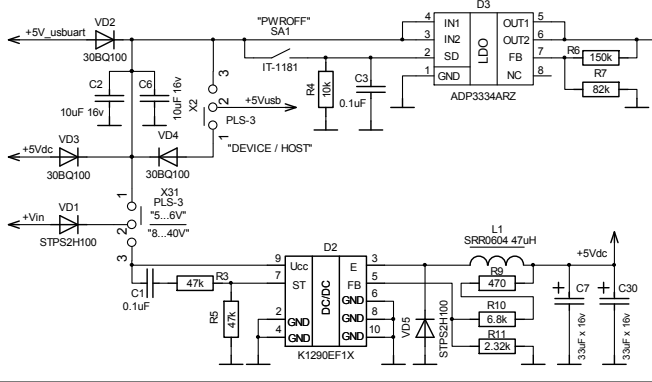 +5V_usbuart
VD2
30BQ100
"PWROFF"
SA1
IT-1181
D3
4 IN1 OUT1 5
3 IN2 OUT2 6
2 SD FB 7
1 GND NC 8
LDO
ADP3334ARZ
R6
150k
R7
82k
C2
10uF 16v
C6
10uF 16v
3
2
1
X2
+5Vusb
PLS-3
"DEVICE / HOST"
R4
10k
C3
0.1uF
+5Vdc
VD3
30BQ100
VD4
30BQ100
+Vin
VD1
STPS2H100
1
2
3
X31
PLS-3
"5...6V"
"8...40V"
C1
0.1uF
R3
47k
R5
47k
D2
9 Ucc E 3
7 ST FB 5
GND 6
2 GND GND 8
4 GND GND 10
DC/DC
K1290EF1X
VD5
STPS2H100
L1
SRR0604 47uH
R9
470
R10
6.8k
R11
2.32k
+5Vdc
+ C7
33uF x 16v
+ C30
33uF x 16v